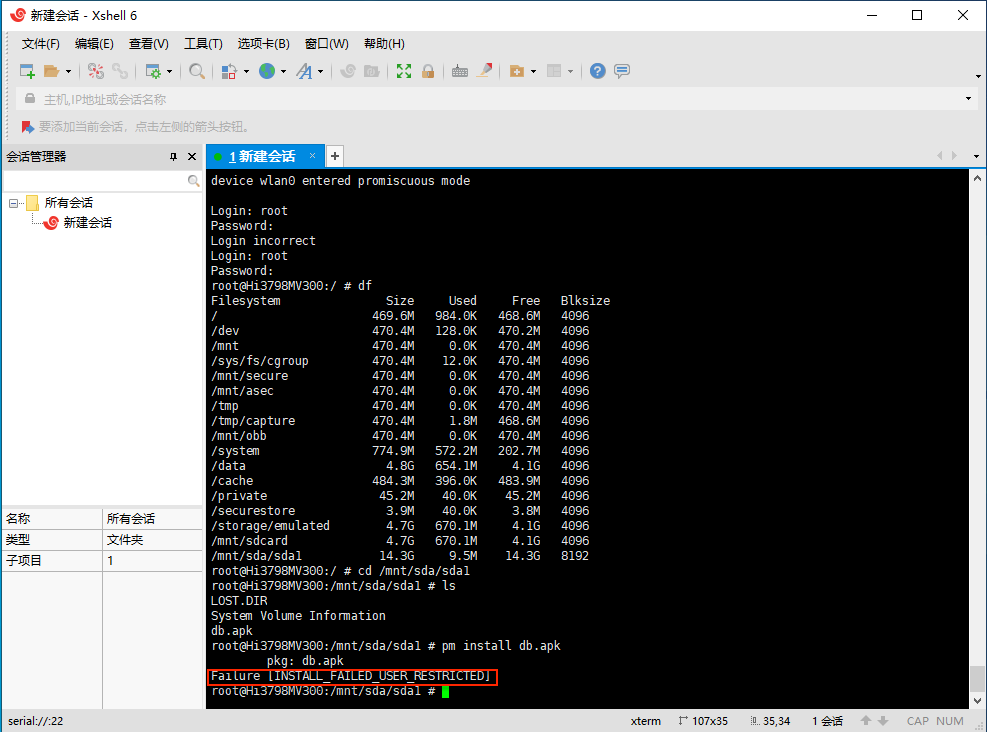 新建会话 - Xshell 6
文件(F) 编辑(E) 查看(V) 工具(T) 选项卡(B) 窗口(W) 帮助(H)
主机,IP地址或会话名称
要添加当前会话，点击左侧的箭头按钮。
会话管理器
1 新建会话
所有会话
新建会话
device wlan0 entered promiscuous mode
Login: root
Password:
Login incorrect
Login: root
Password:
root@Hi3798MV300:/ # df
Filesystem Size Used Free Blksize
/ 469.6M 984.0K 468.6M 4096
/dev 470.4M 128.0K 470.2M 4096
/mnt 470.4M 0.0K 470.4M 4096
/sys/fs/cgroup 470.4M 12.0K 470.4M 4096
/mnt/secure 470.4M 0.0K 470.4M 4096
/mnt/asec 470.4M 0.0K 470.4M 4096
/tmp 470.4M 0.0K 470.4M 4096
/tmp/capture 470.4M 1.8M 468.6M 4096
/mnt/obb 470.4M 0.0K 470.4M 4096
/system 774.9M 572.2M 202.7M 4096
/data 4.8G 654.1M 4.1G 4096
/cache 484.3M 396.0K 483.9M 4096
/private 45.2M 40.0K 45.2M 4096
/securestore 3.9M 40.0K 3.8M 4096
/storage/emulated 4.7G 670.1M 4.1G 4096
/mnt/sdcard 4.7G 670.1M 4.1G 4096
/mnt/sda/sda1 14.3G 9.5M 14.3G 8192
root@Hi3798MV300:/ # cd /mnt/sda/sda1
root@Hi3798MV300:/mnt/sda/sda1 # ls
LOST.DIR
System Volume Information
db.apk
root@Hi3798MV300:/mnt/sda/sda1 # pm install db.apk
pkg: db.apk
Failure [INSTALL_FAILED_USER_RESTRICTED]
root@Hi3798MV300:/mnt/sda/sda1 #
名称 所有会话
类型 文件夹
子项目 1
serial://:22 xterm 107x35 35,34 1 会话 CAP NUM